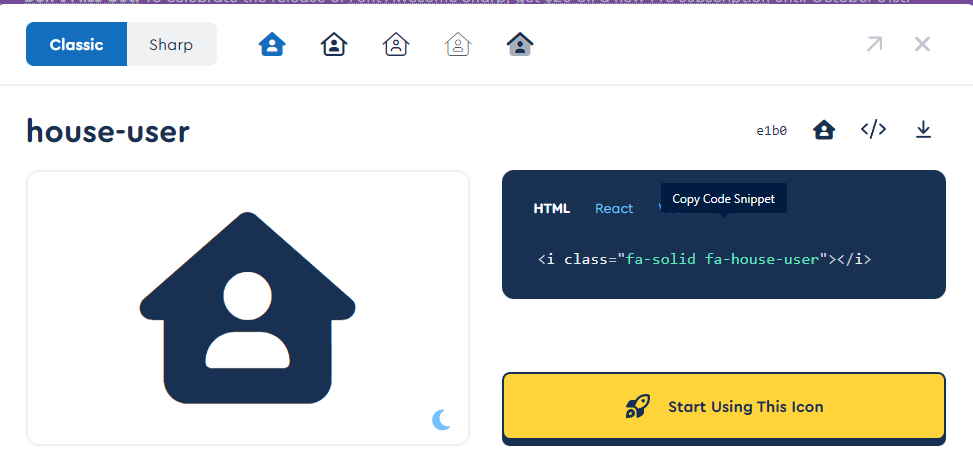 Classic
Sharp
house-user
e1b0
Copy Code Snippet
HTML React
<i class="fa-solid fa-house-user"></i>
Start Using This Icon